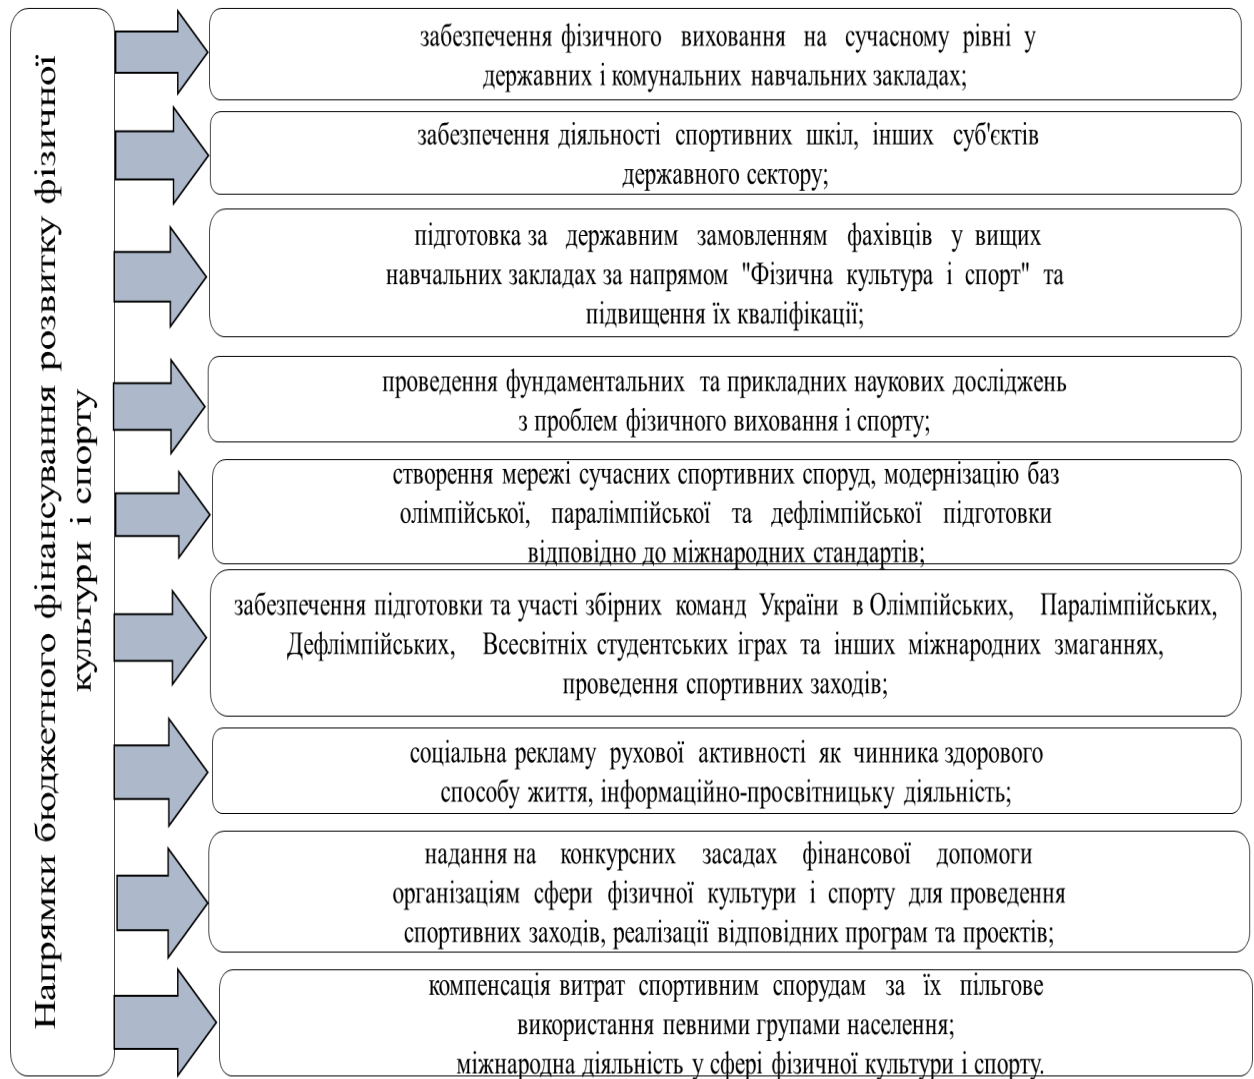 Напрямки бюджетного фінансування розвитку фізичної
культури і спорту
забезпечення фізичного виховання на сучасному рівні у
державних і комунальних навчальних закладах;
забезпечення діяльності спортивних шкіл, інших суб'єктів
державного сектору;
підготовка за державним замовленням фахівців у вищих
навчальних закладах за напрямом "Фізична культура і спорт" та
підвищення їх кваліфікації;
проведення фундаментальних та прикладних наукових досліджень
з проблем фізичного виховання і спорту;
створення мережі сучасних спортивних споруд, модернізацію баз
олімпійської, паралімпійської та дефлімпійської підготовки
відповідно до міжнародних стандартів;
забезпечення підготовки та участі збірних команд України в Олімпійських, Паралімпійських,
Дефлімпійських, Всесвітніх студентських іграх та інших міжнародних змаганнях,
проведення спортивних заходів;
соціальна рекламу рухової активності як чинника здорового
способу життя, інформаційно-просвітницьку діяльність;
надання на конкурсних засадах фінансової допомоги
організаціям сфери фізичної культури і спорту для проведення
спортивних заходів, реалізації відповідних програм та проектів;
компенсація витрат спортивним спорудам за їх пільгове
використання певними групами населення;
міжнародна діяльність у сфері фізичної культури і спорту.